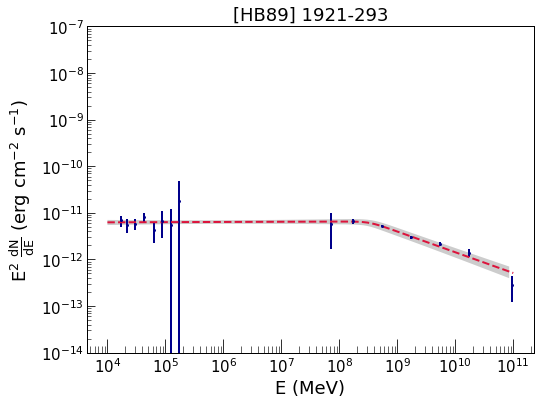 [HB89] 1921-293
E² dN/dE (erg cm⁻² s⁻¹)
10⁻⁷
10⁻⁸
10⁻⁹
10⁻¹⁰
10⁻¹¹
10⁻¹²
10⁻¹³
10⁻¹⁴
10⁴ 10⁵ 10⁶ 10⁷ 10⁸ 10⁹ 10¹⁰ 10¹¹
E (MeV)